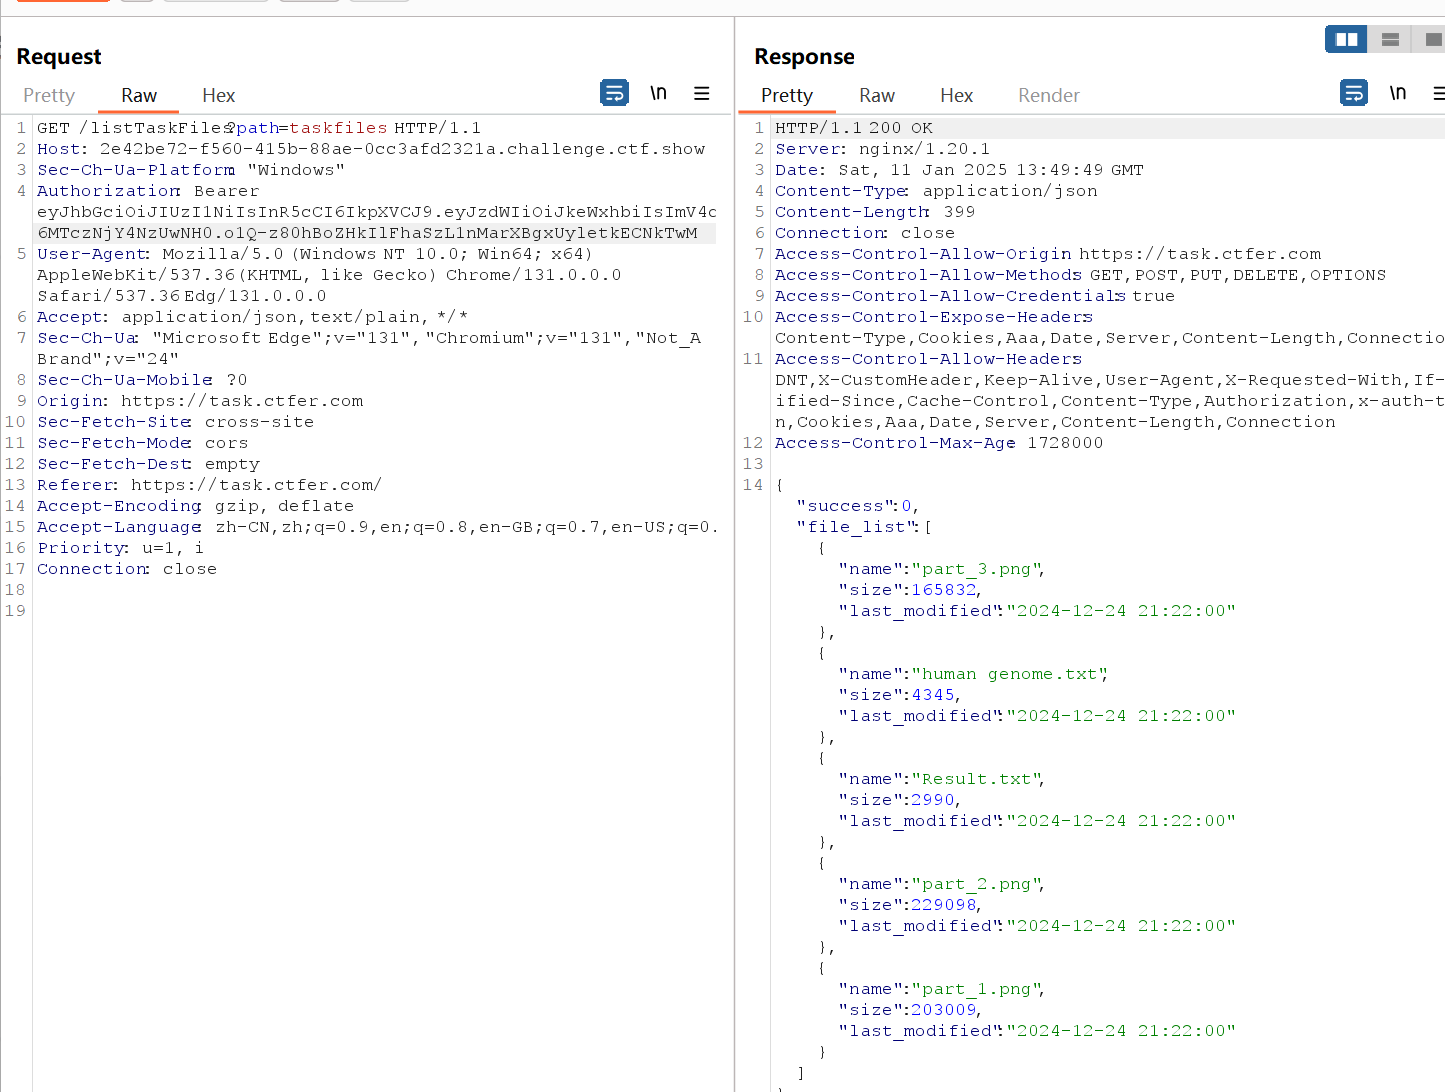 Request
Pretty Raw Hex \n
1 GET /listTaskFiles?path=taskfiles HTTP/1.1
2 Host: 2e42be72-f560-415b-88ae-0cc3afd2321a.challenge.ctf.show
3 Sec-Ch-Ua-Platform: "Windows"
4 Authorization: Bearer
eyJhbGciOiJIUzI1NiIsInR5cCI6IkpXVCJ9.eyJzdWIiOiJkeWxhbiIsImV4c
6MTczNjY4NzUwNH0.o1Q-z80hBoZHkIlFhaSzL1nMarXBgxUyletkECNkTwM
5 User-Agent: Mozilla/5.0 (Windows NT 10.0; Win64; x64)
AppleWebKit/537.36 (KHTML, like Gecko) Chrome/131.0.0.0
Safari/537.36 Edg/131.0.0.0
6 Accept: application/json, text/plain, */*
7 Sec-Ch-Ua: "Microsoft Edge";v="131", "Chromium";v="131", "Not_A
Brand";v="24"
8 Sec-Ch-Ua-Mobile: ?0
9 Origin: https://task.ctfer.com
10 Sec-Fetch-Site: cross-site
11 Sec-Fetch-Mode: cors
12 Sec-Fetch-Dest: empty
13 Referer: https://task.ctfer.com/
14 Accept-Encoding: gzip, deflate
15 Accept-Language: zh-CN,zh;q=0.9,en;q=0.8,en-GB;q=0.7,en-US;q=0.
16 Priority: u=1, i
17 Connection: close
18
19
Response
Pretty Raw Hex Render \n
1 HTTP/1.1 200 OK
2 Server: nginx/1.20.1
3 Date: Sat, 11 Jan 2025 13:49:49 GMT
4 Content-Type: application/json
5 Content-Length: 399
6 Connection: close
7 Access-Control-Allow-Origin: https://task.ctfer.com
8 Access-Control-Allow-Methods: GET,POST,PUT,DELETE,OPTIONS
9 Access-Control-Allow-Credentials: true
10 Access-Control-Expose-Headers:
Content-Type,Cookies,Aaa,Date,Server,Content-Length,Connectio
11 Access-Control-Allow-Headers:
DNT,X-CustomHeader,Keep-Alive,User-Agent,X-Requested-With,If-
ified-Since,Cache-Control,Content-Type,Authorization,x-auth-t
n,Cookies,Aaa,Date,Server,Content-Length,Connection
12 Access-Control-Max-Age: 1728000
13
14 {
"success":0,
"file_list":[
{
"name":"part_3.png",
"size":165832,
"last_modified":"2024-12-24 21:22:00"
},
{
"name":"human genome.txt",
"size":4345,
"last_modified":"2024-12-24 21:22:00"
},
{
"name":"Result.txt",
"size":2990,
"last_modified":"2024-12-24 21:22:00"
},
{
"name":"part_2.png",
"size":229098,
"last_modified":"2024-12-24 21:22:00"
},
{
"name":"part_1.png",
"size":203009,
"last_modified":"2024-12-24 21:22:00"
}
]